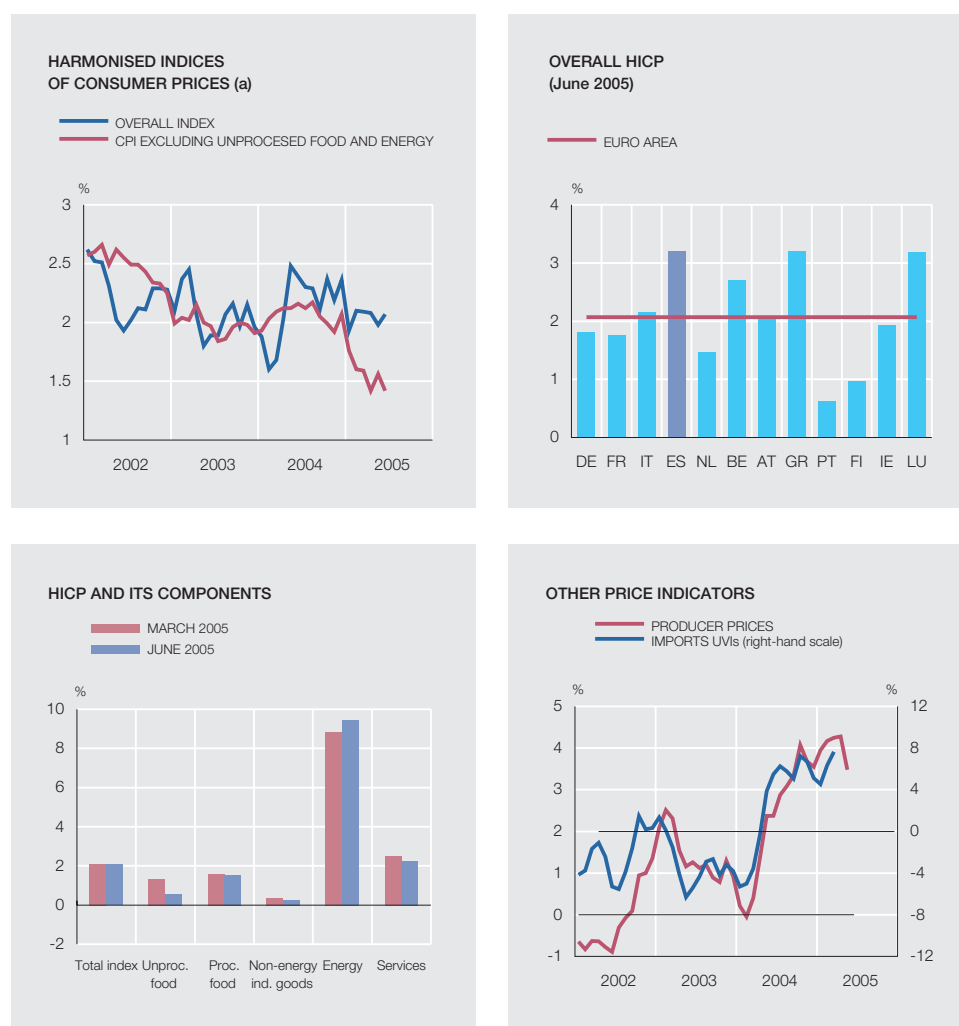 HARMONISED INDICES
OF CONSUMER PRICES (a)
OVERALL INDEX
CPI EXCLUDING UNPROCESED FOOD AND ENERGY
%
3
2.5
2
1.5
1
2002 2003 2004 2005
OVERALL HICP
(June 2005)
EURO AREA
%
4
3
2
1
0
DE FR IT ES NL BE AT GR PT FI IE LU
HICP AND ITS COMPONENTS
MARCH 2005
JUNE 2005
%
10
8
6
4
2
0
-2
Total index Unproc. Proc. Non-energy Energy Services
food food ind. goods
OTHER PRICE INDICATORS
PRODUCER PRICES
IMPORTS UVIs (right-hand scale)
% %
5 12
4 8
3 4
2 0
1 -4
0 -8
-1 -12
2002 2003 2004 2005